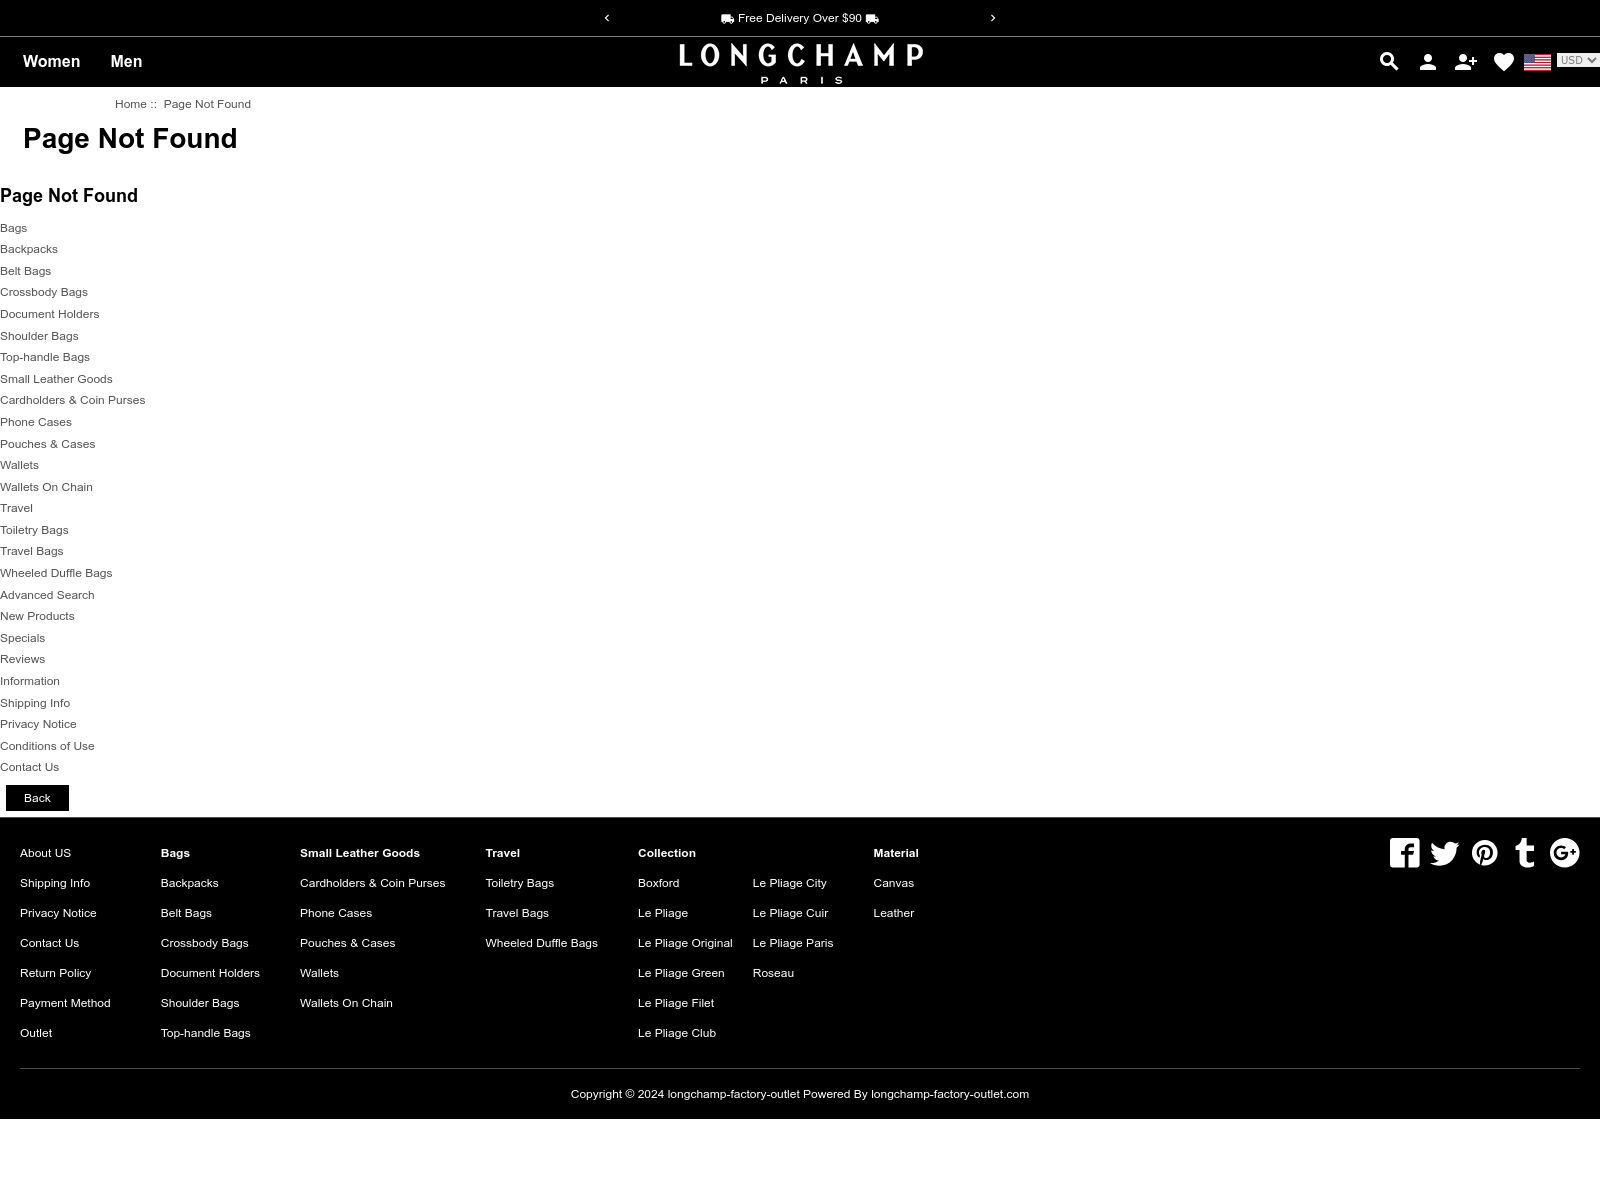 Free Delivery Over $90
Women Men
LONGCHAMP
PARIS
USD
Home :: Page Not Found
Page Not Found
Page Not Found
Bags
Backpacks
Belt Bags
Crossbody Bags
Document Holders
Shoulder Bags
Top-handle Bags
Small Leather Goods
Cardholders & Coin Purses
Phone Cases
Pouches & Cases
Wallets
Wallets On Chain
Travel
Toiletry Bags
Travel Bags
Wheeled Duffle Bags
Advanced Search
New Products
Specials
Reviews
Information
Shipping Info
Privacy Notice
Conditions of Use
Contact Us
Back
About US
Shipping Info
Privacy Notice
Contact Us
Return Policy
Payment Method
Outlet
Bags
Backpacks
Belt Bags
Crossbody Bags
Document Holders
Shoulder Bags
Top-handle Bags
Small Leather Goods
Cardholders & Coin Purses
Phone Cases
Pouches & Cases
Wallets
Wallets On Chain
Travel
Toiletry Bags
Travel Bags
Wheeled Duffle Bags
Collection
Boxford
Le Pliage
Le Pliage Original
Le Pliage Green
Le Pliage Filet
Le Pliage Club
Le Pliage City
Le Pliage Cuir
Le Pliage Paris
Roseau
Material
Canvas
Leather
Copyright © 2024 longchamp-factory-outlet Powered By longchamp-factory-outlet.com